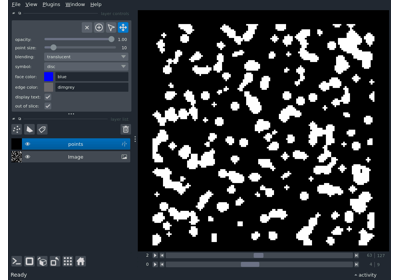 File View Plugins Window Help
opacity: 1.00
point size: 10
blending: translucent
symbol: disc
face color: blue
edge color: dimgrey
display text:
out of slice:
points
Image
2
0
Ready
activity